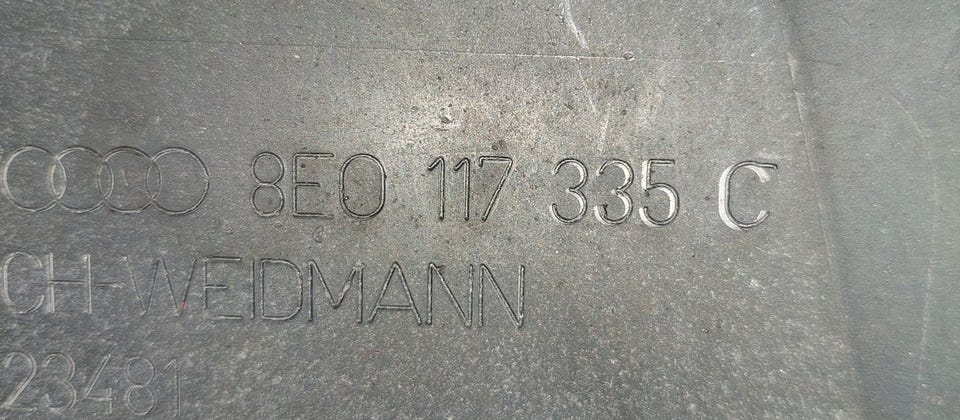 8E0 117 335 C
CH-WEIDMANN
23481